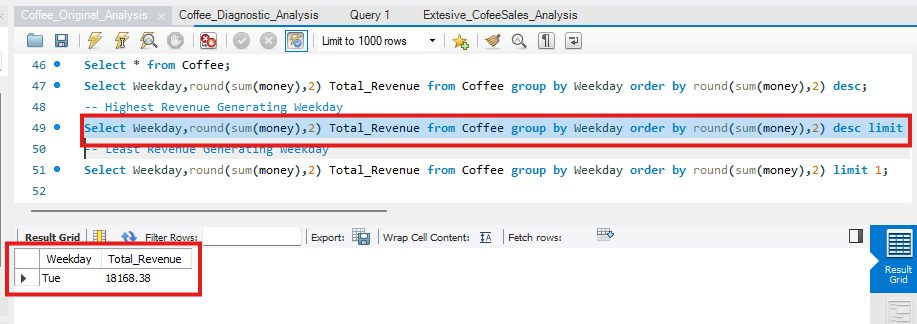 Coffee_Original_Analysis × Coffee_Diagnostic_Analysis Query 1 Extesive_CofeeSales_Analysis
Limit to 1000 rows
46 Select * from Coffee;
47 Select Weekday,round(sum(money),2) Total_Revenue from Coffee group by Weekday order by round(sum(money),2) desc;
48 -- Highest Revenue Generating Weekday
49 Select Weekday,round(sum(money),2) Total_Revenue from Coffee group by Weekday order by round(sum(money),2) desc limit
50 -- Least Revenue Generating Weekday
51 Select Weekday,round(sum(money),2) Total_Revenue from Coffee group by Weekday order by round(sum(money),2) limit 1;
52
Result Grid Filter Rows: Export: Wrap Cell Content: IA Fetch rows:
Weekday Total_Revenue
Tue 18168.38
Result
Grid